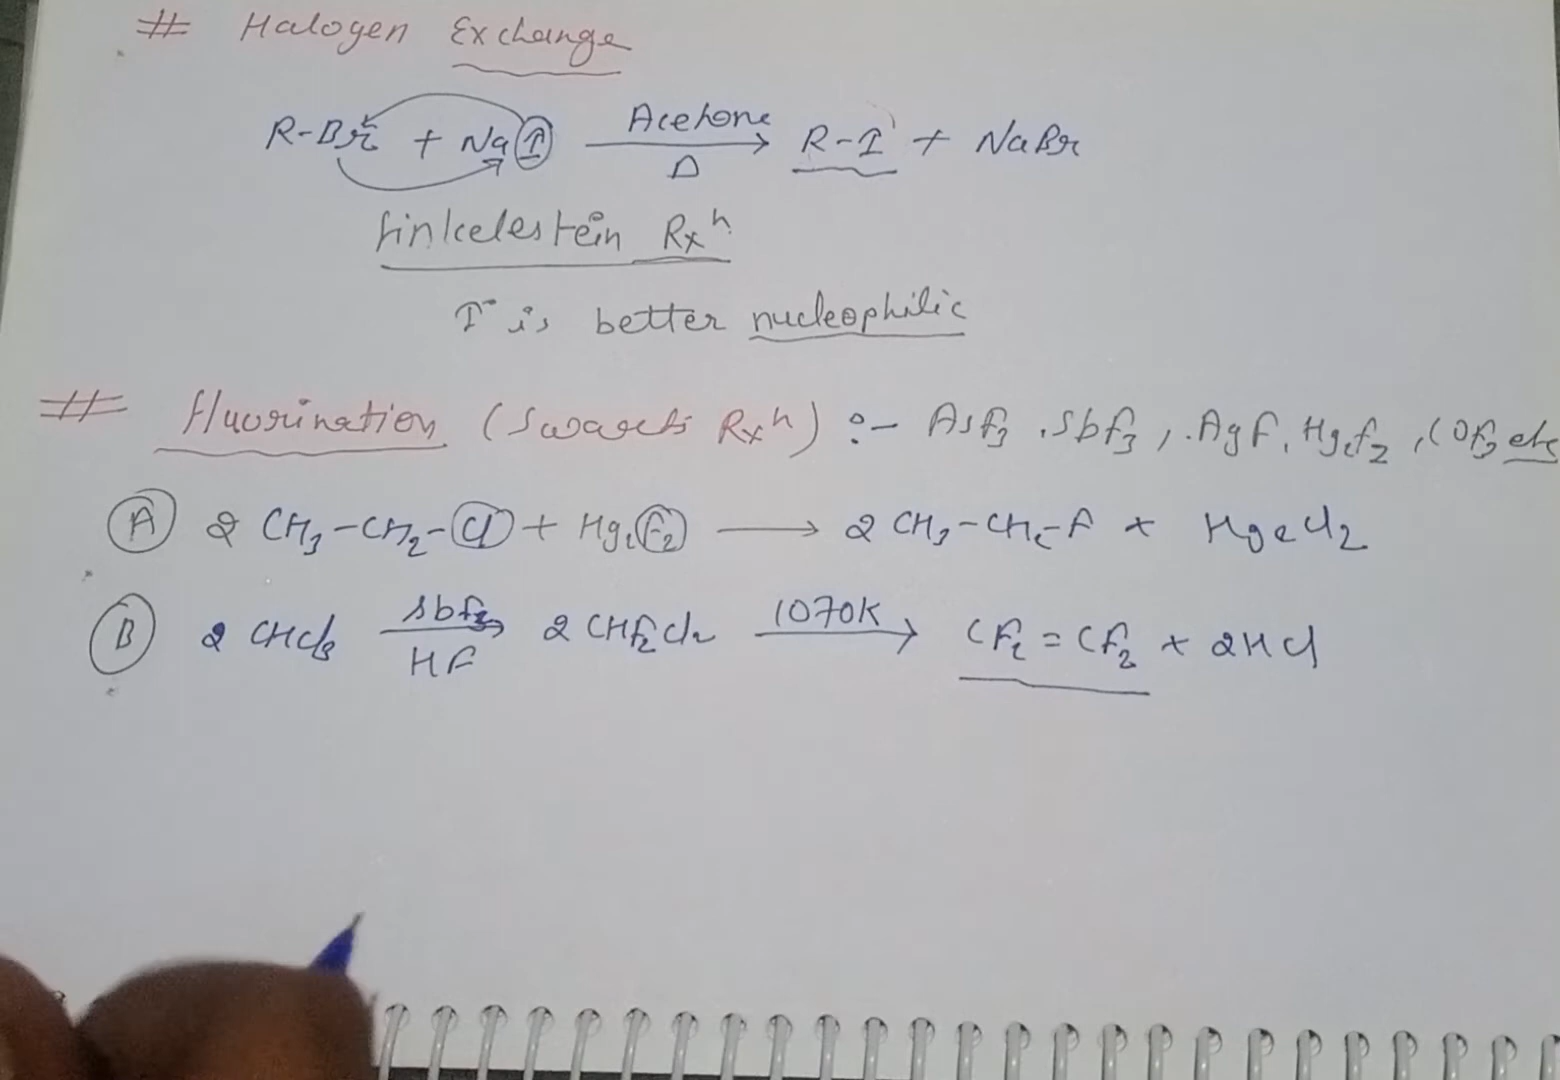 # Halogen Exchange
R-Br + NaI Acetone Δ → R-I + NaBr
finkelestein Rxn
I⁻ is better nucleophilic
# fluorination (Swarts Rxn) :- AsF3, SbF3, AgF, Hg2F2, COF3 etc
(A) 2 CH3-CH2-Cl + Hg2F2 → 2 CH3-CH2-F + Hg2Cl2
(B) 2 CHCl3 SbF3 HF → 2 CHF2Cl2 1070K → CF2=CF2 + 2HCl